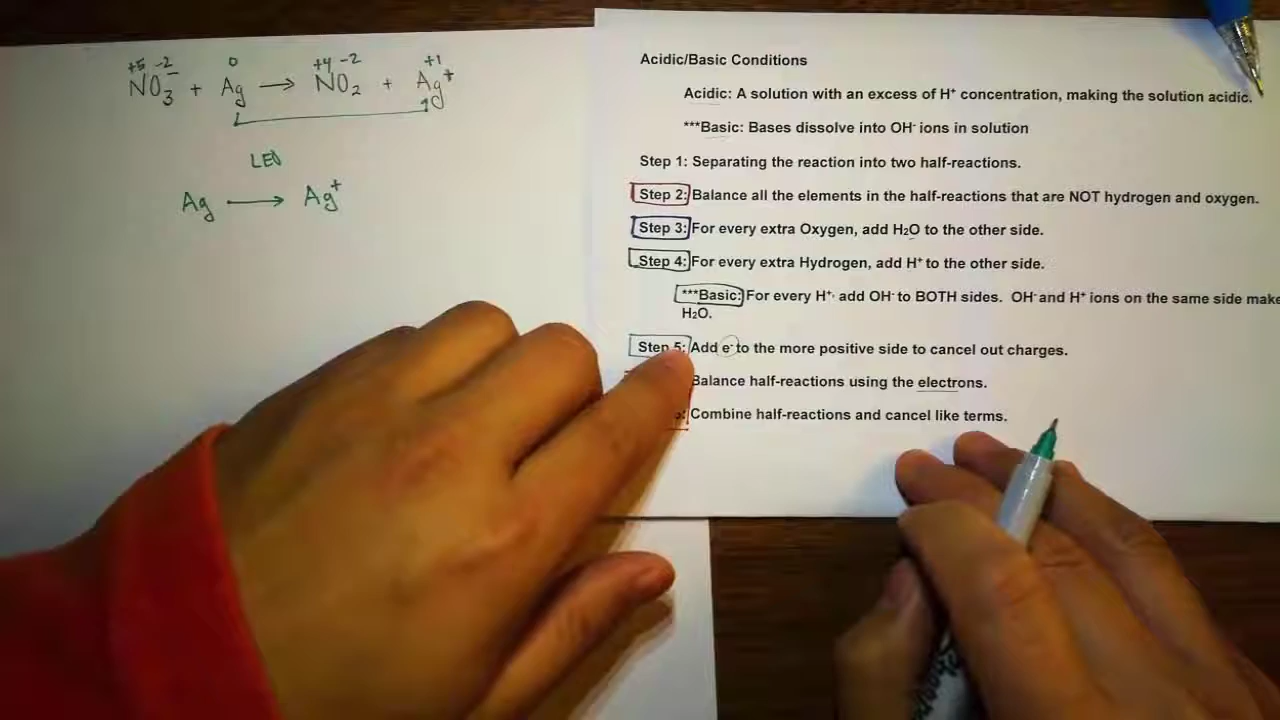 +5 -2 0 +4 -2 +1
NO₃⁻ + Ag → NO₂ + Ag⁺
LEO
Ag → Ag⁺
Acidic/Basic Conditions
Acidic: A solution with an excess of H⁺ concentration, making the solution acidic.
***Basic: Bases dissolve into OH⁻ ions in solution
Step 1: Separating the reaction into two half-reactions.
Step 2: Balance all the elements in the half-reactions that are NOT hydrogen and oxygen.
Step 3: For every extra Oxygen, add H₂O to the other side.
Step 4: For every extra Hydrogen, add H⁺ to the other side.
***Basic: For every H⁺, add OH⁻ to BOTH sides. OH⁻ and H⁺ ions on the same side make
H₂O.
Step 5: Add e⁻ to the more positive side to cancel out charges.
Balance half-reactions using the electrons.
Combine half-reactions and cancel like terms.